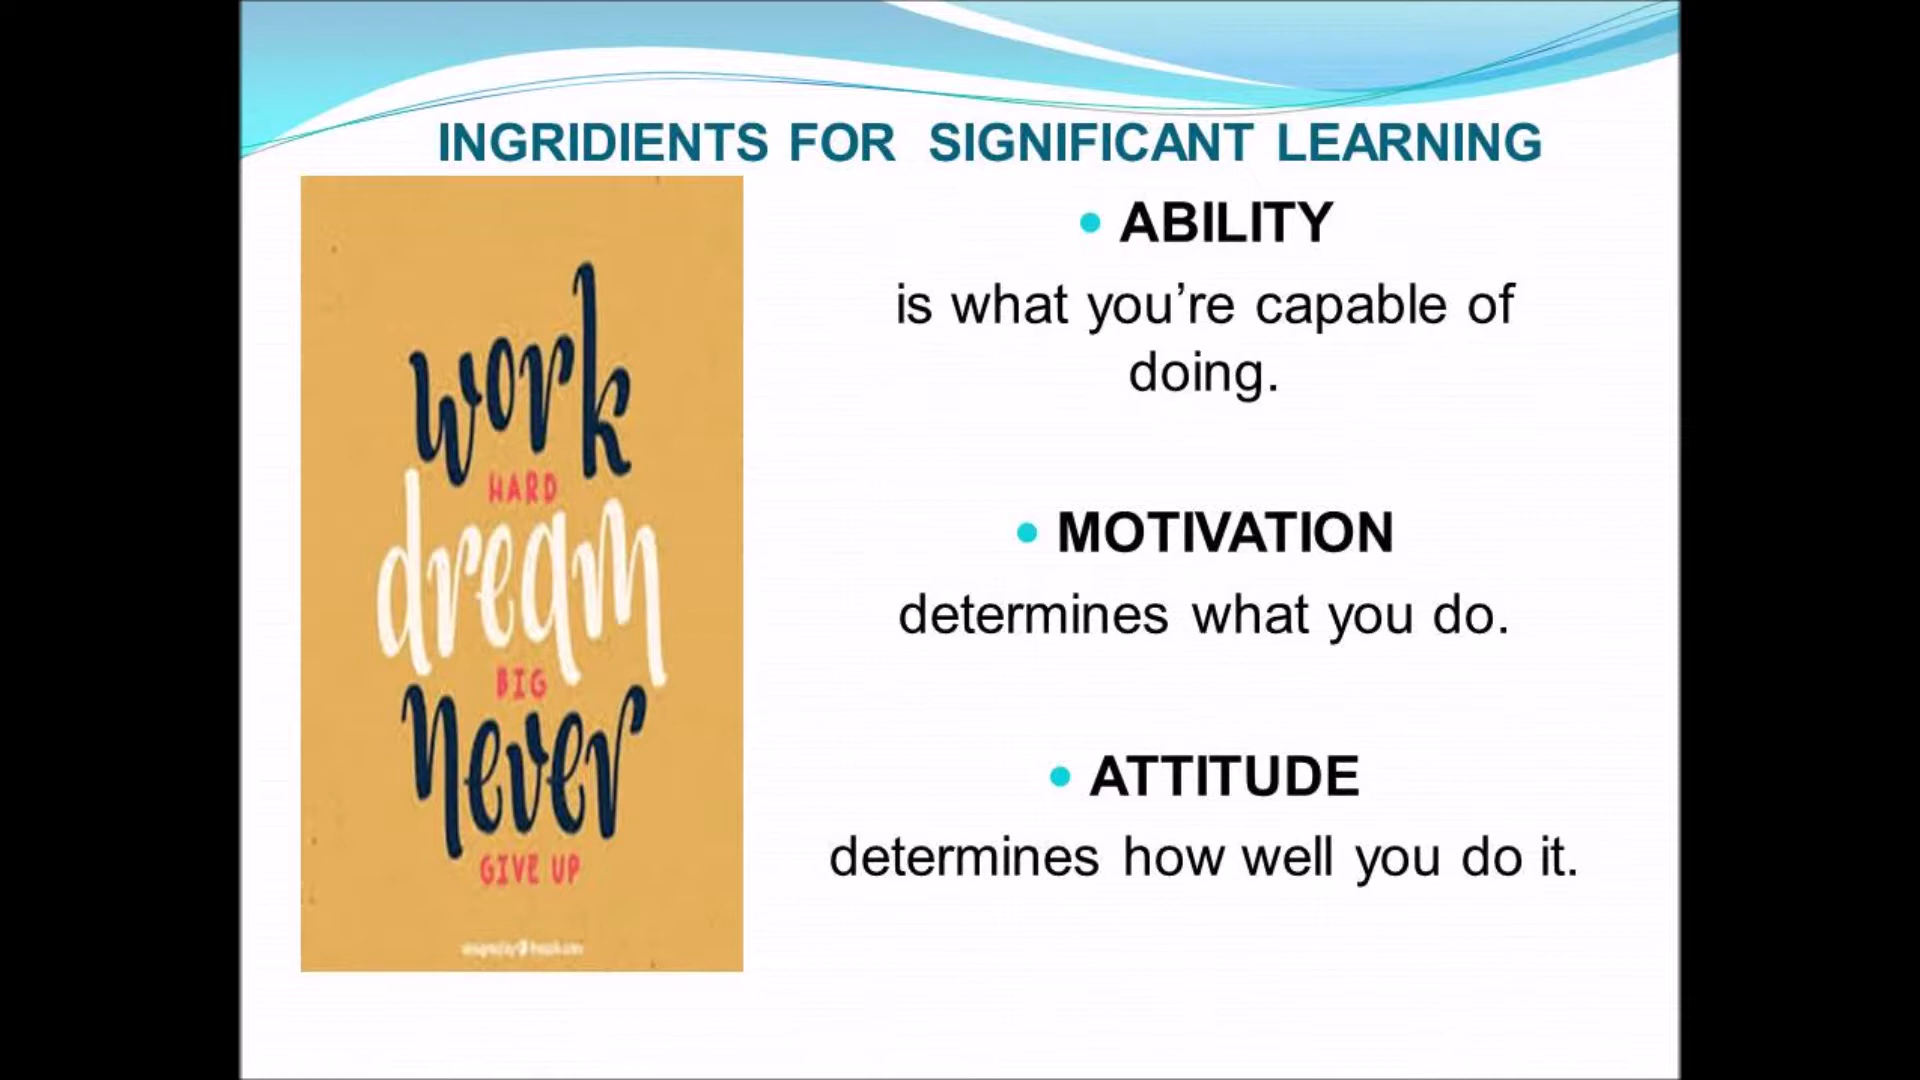 INGRIDIENTS FOR SIGNIFICANT LEARNING
work
HARD
dream
BIG
never
GIVE UP
• ABILITY
is what you’re capable of
doing.
• MOTIVATION
determines what you do.
• ATTITUDE
determines how well you do it.